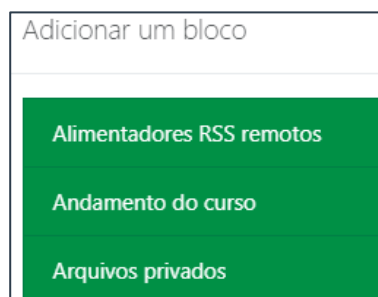 Adicionar um bloco
Alimentadores RSS remotos
Andamento do curso
Arquivos privados